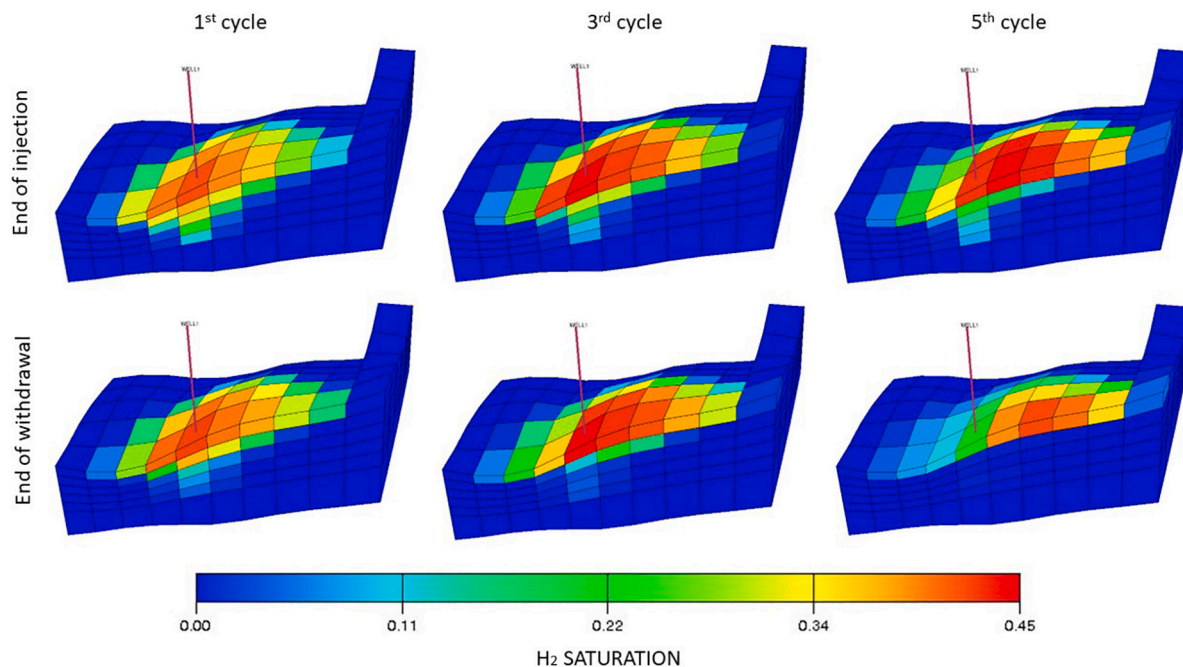 1st cycle
3rd cycle
5th cycle
End of injection
WELL1
WELL1
WELL1
End of withdrawal
WELL1
WELL1
WELL1
0.00
0.11
0.22
0.34
0.45
H2 SATURATION